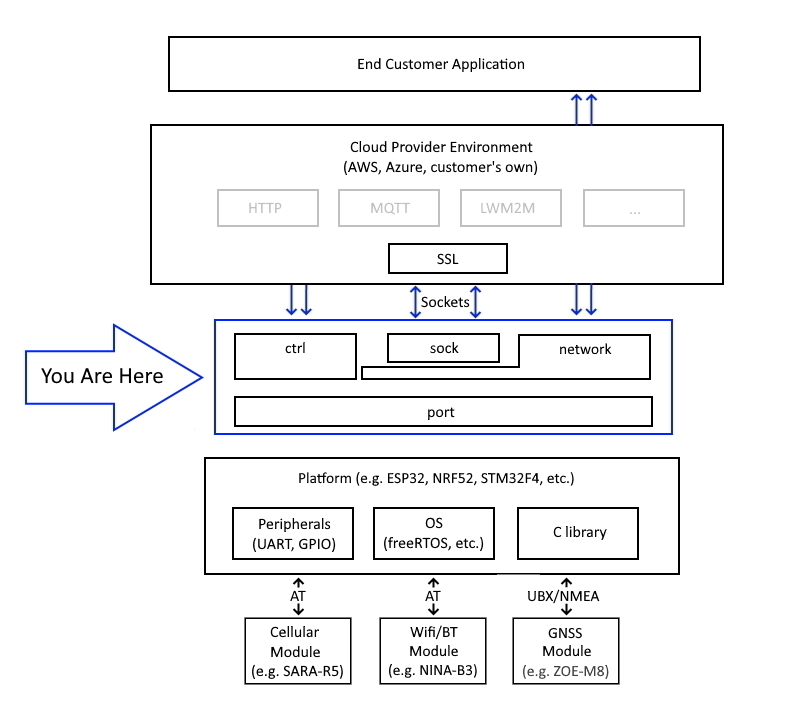 End Customer Application
Cloud Provider Environment
(AWS, Azure, customer's own)
HTTP
MQTT
LWM2M
...
SSL
Sockets
ctrl
sock
network
You Are Here
port
Platform (e.g. ESP32, NRF52, STM32F4, etc.)
Peripherals
(UART, GPIO)
OS
(freeRTOS, etc.)
C library
AT
AT
UBX/NMEA
Cellular
Module
(e.g. SARA-R5)
Wifi/BT
Module
(e.g. NINA-B3)
GNSS
Module
(e.g. ZOE-M8)